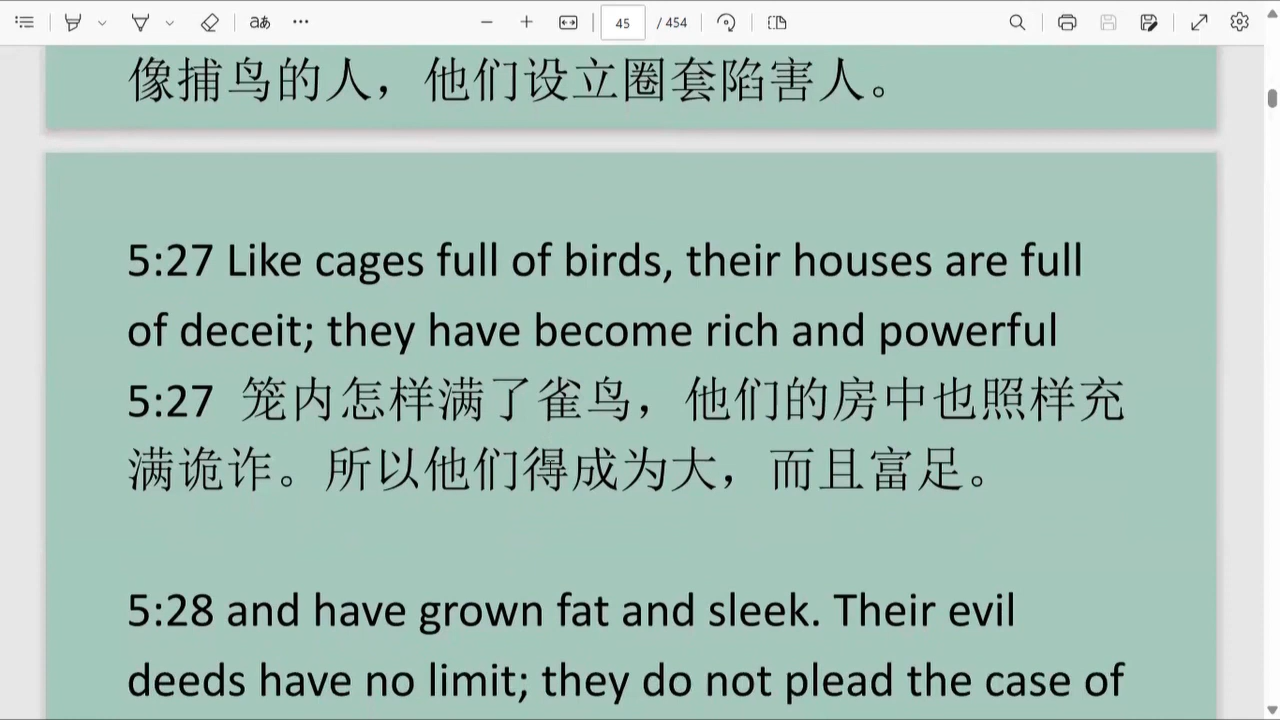 aあ
45
/ 454
像捕鸟的人，他们设立圈套陷害人。
5:27 Like cages full of birds, their houses are full
of deceit; they have become rich and powerful
5:27 笼内怎样满了雀鸟，他们的房中也照样充
满诡诈。所以他们得成为大，而且富足。
5:28 and have grown fat and sleek. Their evil
deeds have no limit; they do not plead the case of